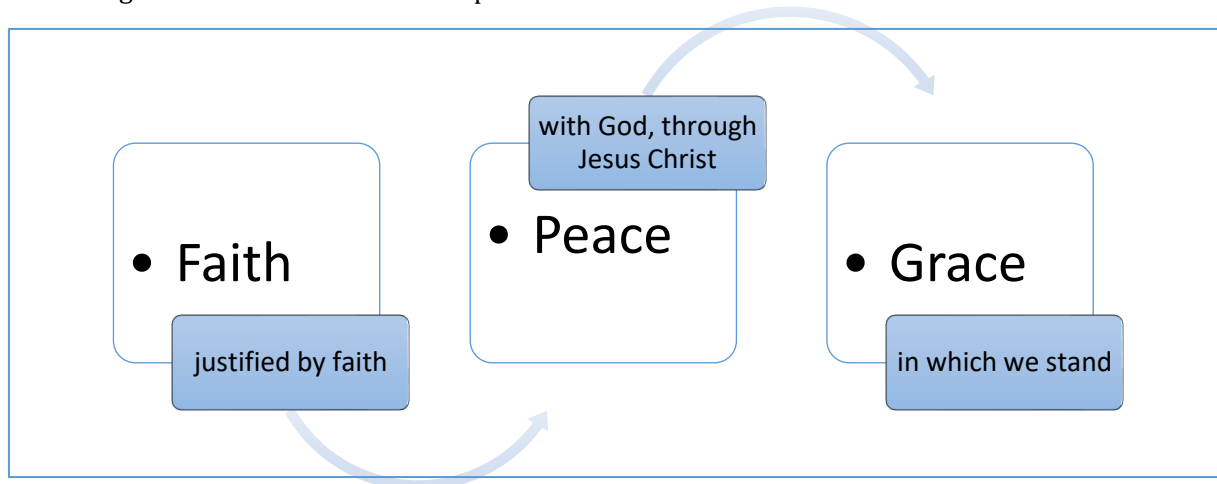 • Faith
justified by faith
with God, through
Jesus Christ
• Peace
• Grace
in which we stand